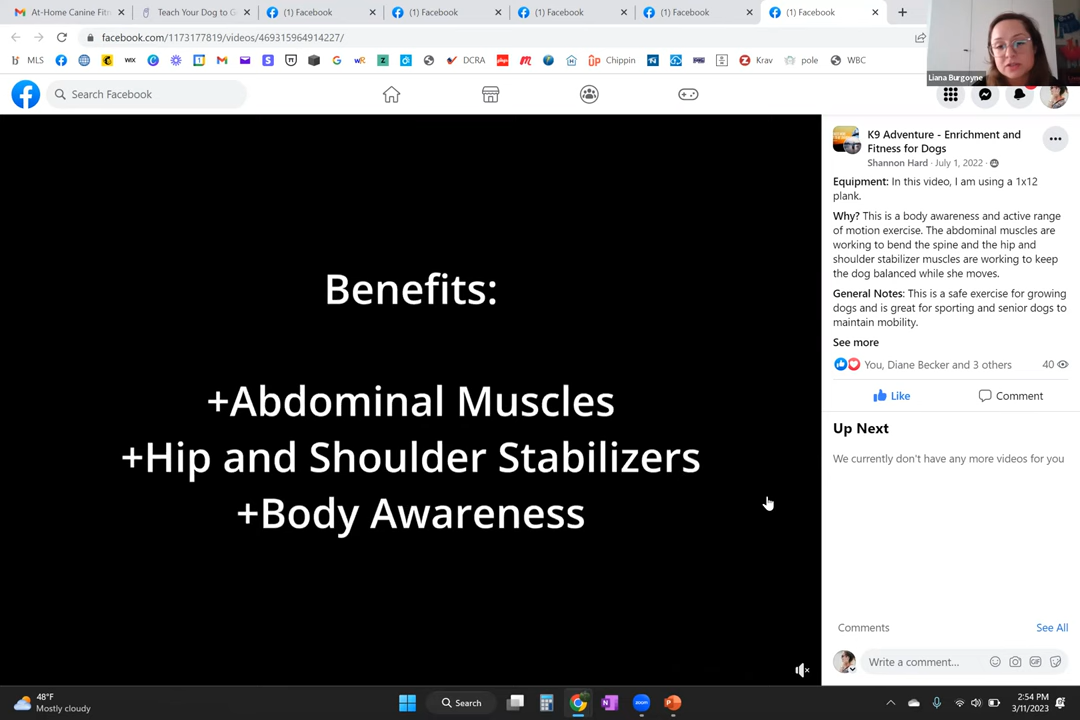 At-Home Canine Fitn
Teach Your Dog to G
(1) Facebook
(1) Facebook
(1) Facebook
(1) Facebook
(1) Facebook
facebook.com/1173177819/videos/469315964914227/
MLS
WIX
DCRA
Chippin
Krav
pole
WBC
Liana Burgoyne
Search Facebook
K9 Adventure - Enrichment and
Fitness for Dogs
Shannon Hard · July 1, 2022 ·
Equipment: In this video, I am using a 1x12
plank.
Why? This is a body awareness and active range
of motion exercise. The abdominal muscles are
working to bend the spine and the hip and
shoulder stabilizer muscles are working to keep
the dog balanced while she moves.
General Notes: This is a safe exercise for growing
dogs and is great for sporting and senior dogs to
maintain mobility.
See more
You, Diane Becker and 3 others
40
Like
Comment
Up Next
We currently don't have any more videos for you
Benefits:
+Abdominal Muscles
+Hip and Shoulder Stabilizers
+Body Awareness
Comments
See All
Write a comment...
GIF
48°F
Mostly cloudy
Search
2:54 PM
3/11/2023